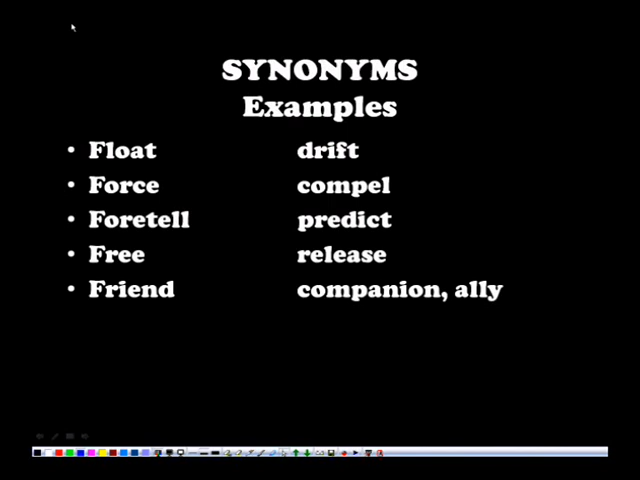 SYNONYMS
Examples
• Float drift
• Force compel
• Foretell predict
• Free release
• Friend companion, ally